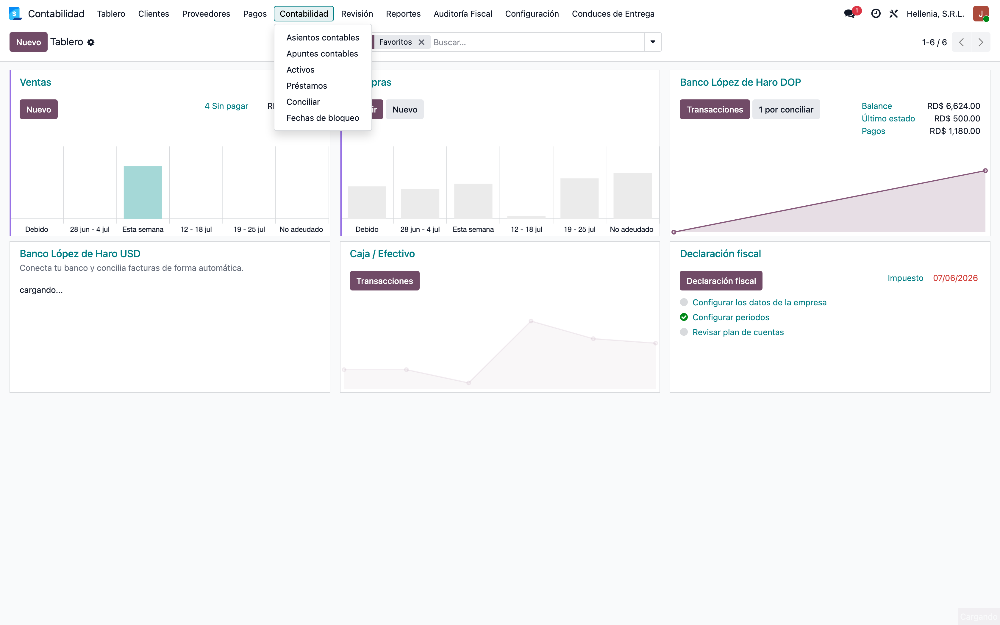 Contabilidad Tablero Clientes Proveedores Pagos Contabilidad Revisión Reportes Auditoría Fiscal Configuración Conduces de Entrega 1 Hellenia, S.R.L. J
Nuevo Tablero Favoritos Buscar... 1-6 / 6
Asientos contables
Apuntes contables
Activos
Préstamos
Conciliar
Fechas de bloqueo
Ventas
Nuevo 4 Sin pagar
Debido 28 jun - 4 jul Esta semana 12 - 18 jul 19 - 25 jul No adeudado
Nuevo
Debido 28 jun - 4 jul Esta semana 12 - 18 jul 19 - 25 jul No adeudado
Banco López de Haro DOP
Transacciones 1 por conciliar
Balance RD$ 6,624.00
Último estado RD$ 500.00
Pagos RD$ 1,180.00
Banco López de Haro USD
Conecta tu banco y concilia facturas de forma automática.
cargando...
Caja / Efectivo
Transacciones
Declaración fiscal
Declaración fiscal Impuesto 07/06/2026
Configurar los datos de la empresa
Configurar periodos
Revisar plan de cuentas
Cargando